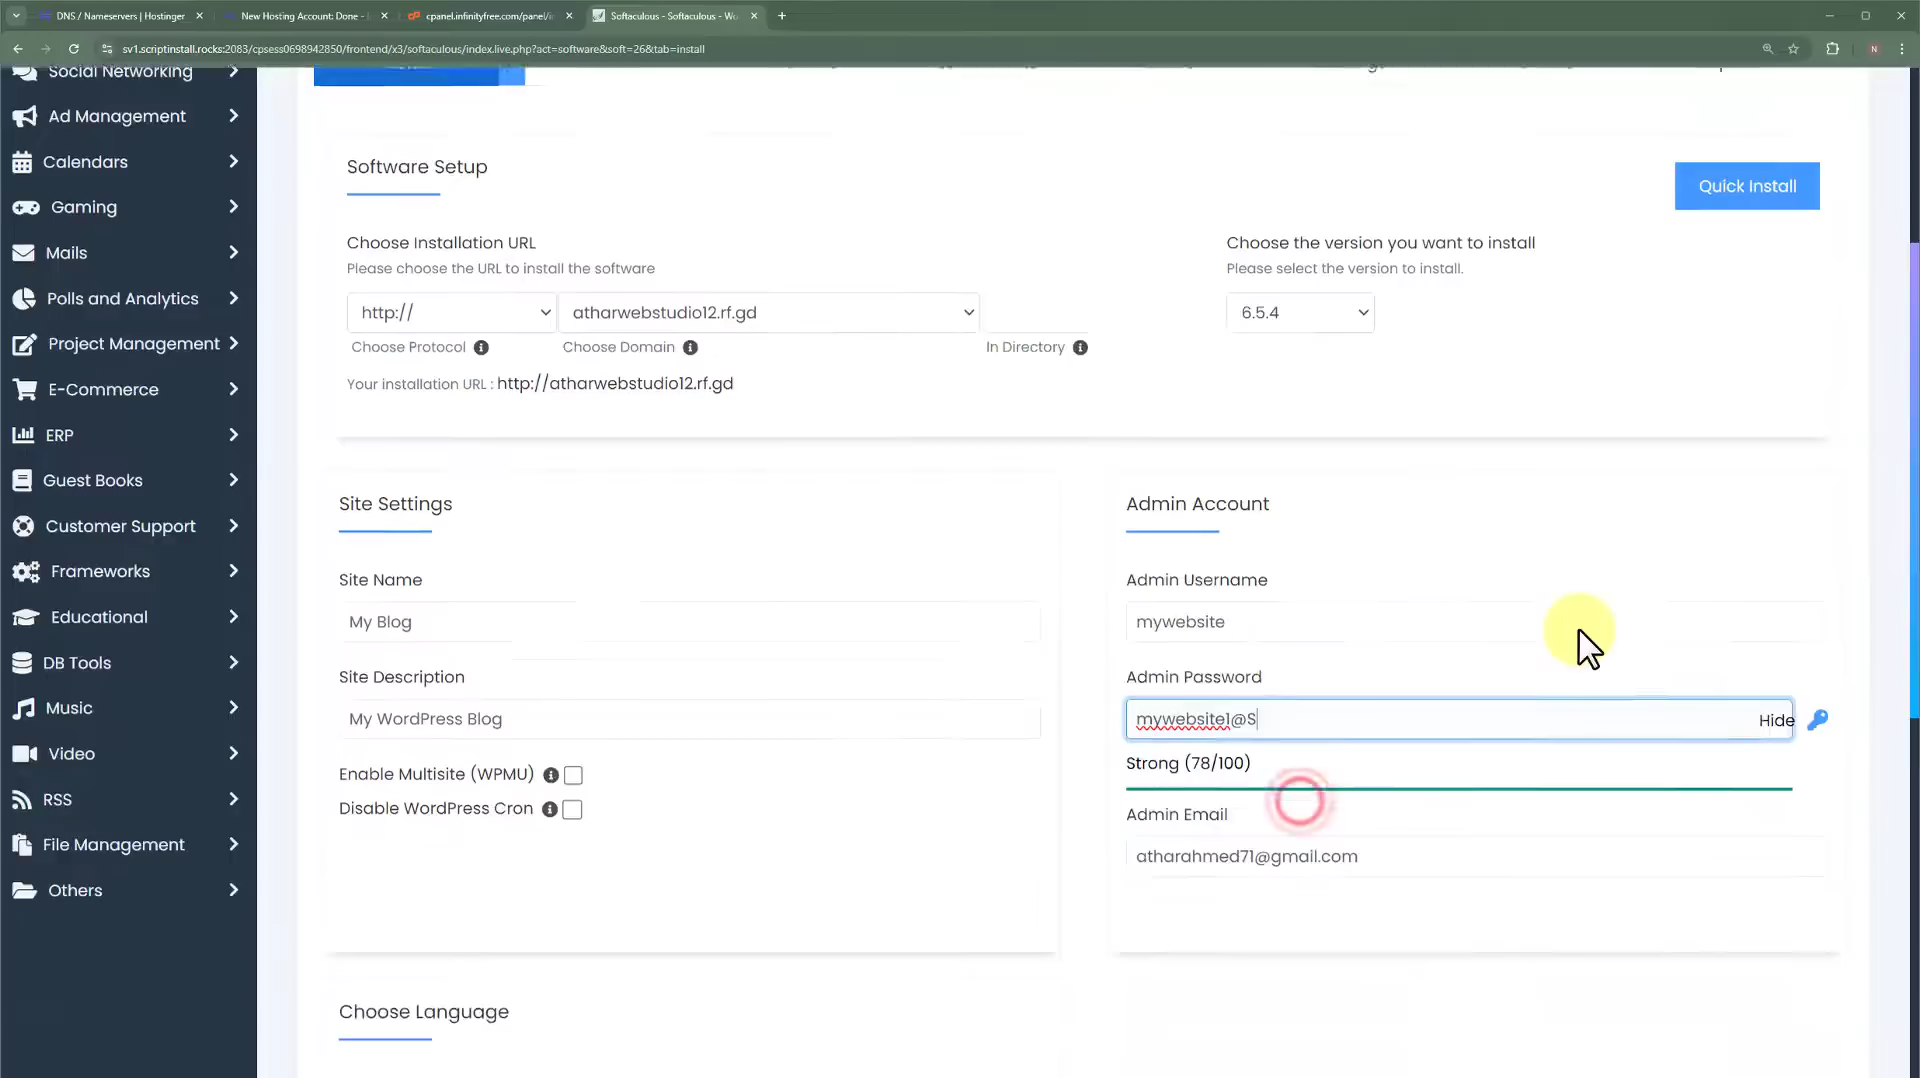 DNS / Nameservers | Hostinger
New Hosting Account: Done -
cpanel.infinityfree.com/panel/in
Softaculous - Softaculous - Wo
sv1.scriptinstall.rocks:2083/cpsess0698942850/frontend/x3/softaculous/index.live.php?act=software&soft=26&tab=install
N
Social Networking
Ad Management
Calendars
Gaming
Mails
Polls and Analytics
Project Management
E-Commerce
ERP
Guest Books
Customer Support
Frameworks
Educational
DB Tools
Music
Video
RSS
File Management
Others
Software Setup
Quick Install
Choose Installation URL
Please choose the URL to install the software
http://
atharwebstudio12.rf.gd
Choose Protocol
Choose Domain
In Directory
Your installation URL : http://atharwebstudio12.rf.gd
Choose the version you want to install
Please select the version to install.
6.5.4
Site Settings
Site Name
My Blog
Site Description
My WordPress Blog
Enable Multisite (WPMU)
Disable WordPress Cron
Admin Account
Admin Username
mywebsite
Admin Password
mywebsite1@S
Hide
Strong (78/100)
Admin Email
atharahmed71@gmail.com
Choose Language